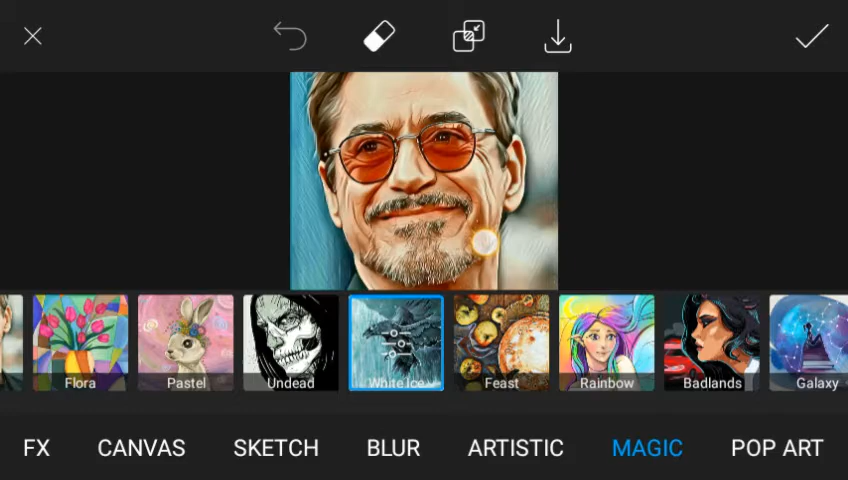 Flora Pastel Undead White Ice Feast Rainbow Badlands Galaxy
FX CANVAS SKETCH BLUR ARTISTIC MAGIC POP ART